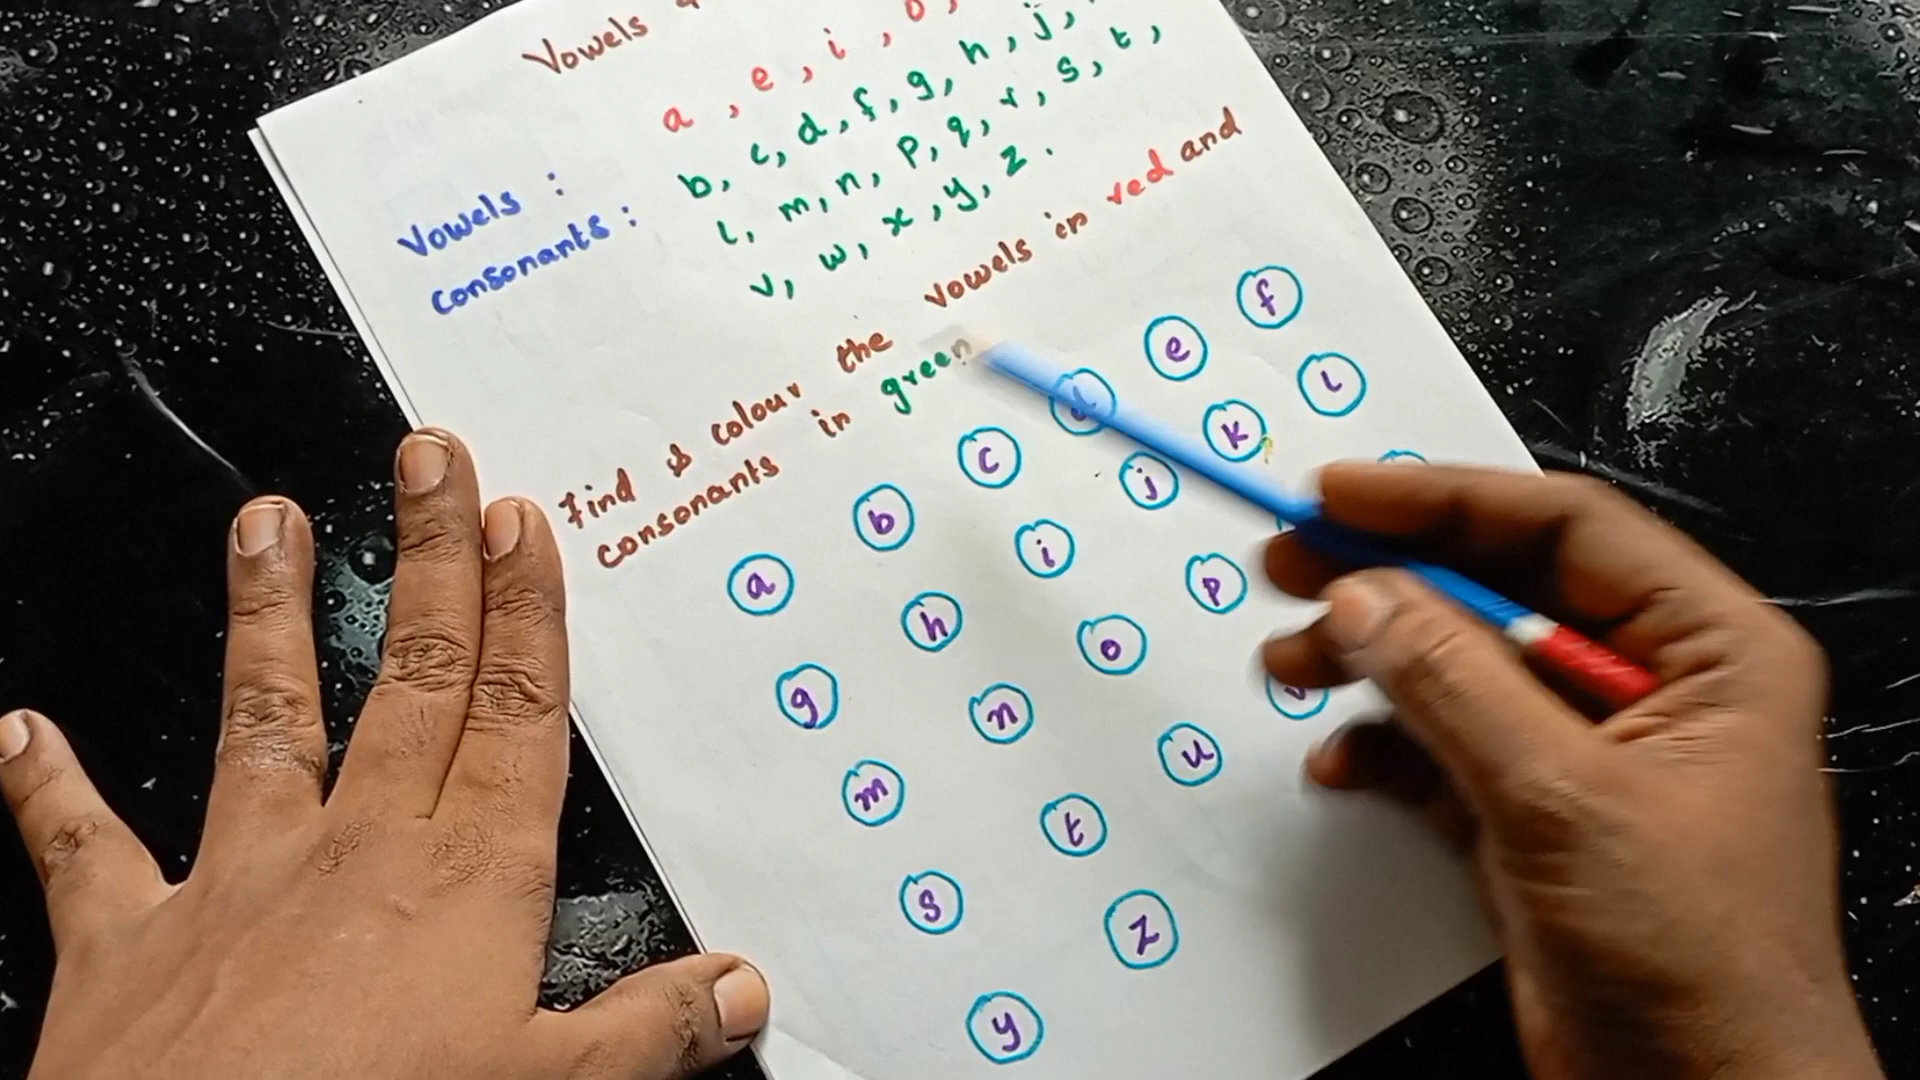 Vowels &
Vowels : a, e, i, o,
Consonants : b, c, d, f, g, h, j,
l, m, n, p, q, r, s, t,
v, w, x, y, z.
Find & colour the vowels in red and
consonants in green
a b c d e f
g h i j k l
m n o p
s t u v
y z